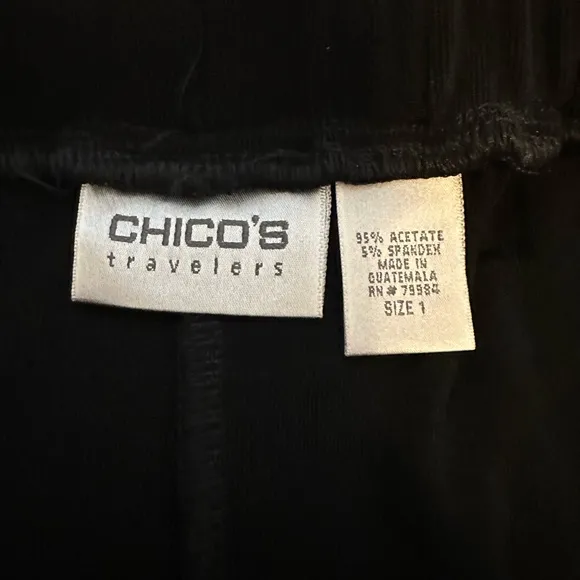 CHICO'S
travelers
95% ACETATE
5% SPANDEX
MADE IN
GUATEMALA
RN # 79984
SIZE 1